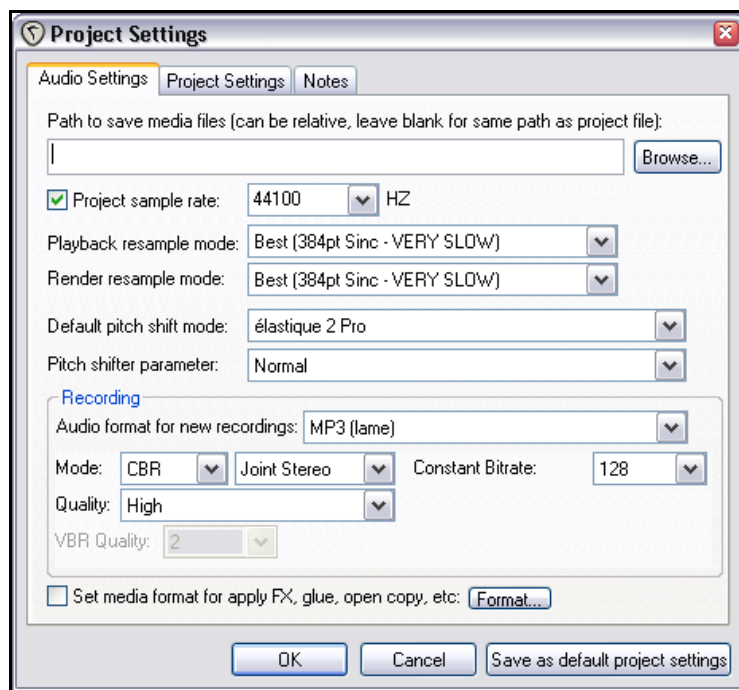 Project Settings
Audio Settings Project Settings Notes
Path to save media files (can be relative, leave blank for same path as project file):
Browse...
Project sample rate: 44100 HZ
Playback resample mode: Best (384pt Sinc - VERY SLOW)
Render resample mode: Best (384pt Sinc - VERY SLOW)
Default pitch shift mode: élastique 2 Pro
Pitch shifter parameter: Normal
Recording
Audio format for new recordings: MP3 (lame)
Mode: CBR Joint Stereo Constant Bitrate: 128
Quality: High
VBR Quality: 2
Set media format for apply FX, glue, open copy, etc: Format...
OK Cancel Save as default project settings